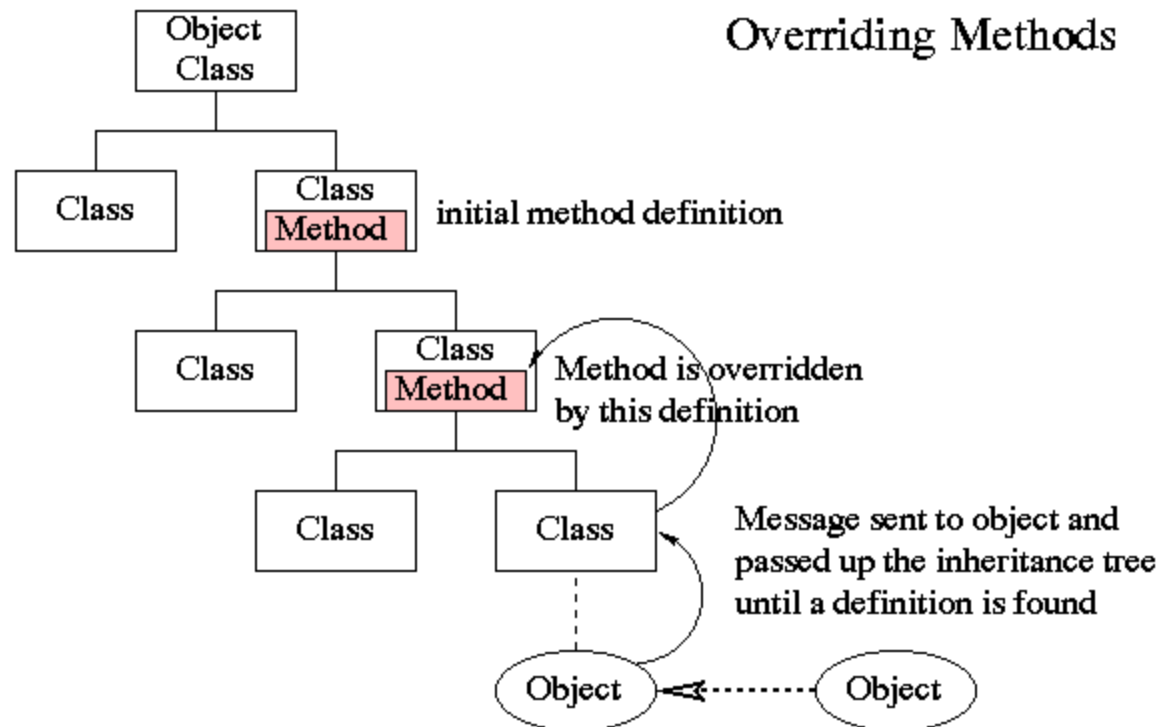 Overriding Methods
Object
Class
Class
Class
Method
initial method definition
Class
Class
Method
Method is overridden
by this definition
Class
Class
Message sent to object and
passed up the inheritance tree
until a definition is found
Object
Object